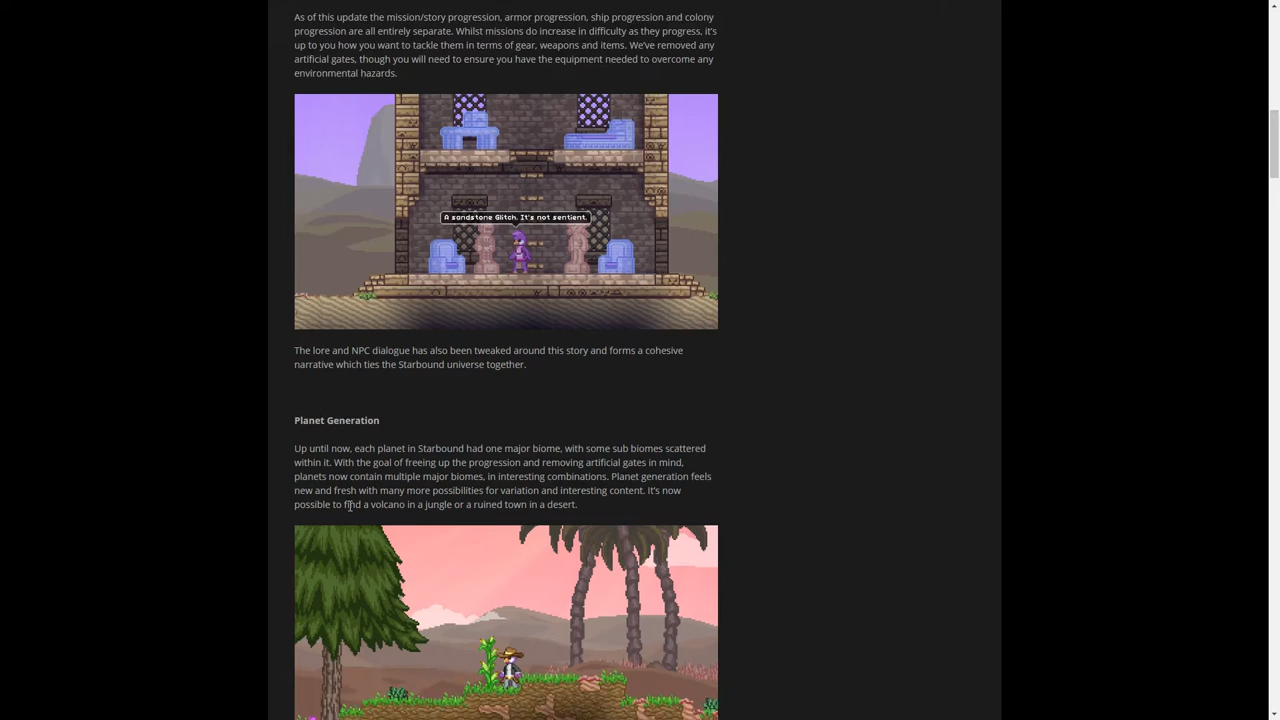 As of this update the mission/story progression, armor progression, ship progression and colony
progression are all entirely separate. Whilst missions do increase in difficulty as they progress, it's
up to you how you want to tackle them in terms of gear, weapons and items. We've removed any
artificial gates, though you will need to ensure you have the equipment needed to overcome any
environmental hazards.
A sandstone Glitch. It's not sentient.
The lore and NPC dialogue has also been tweaked around this story and forms a cohesive
narrative which ties the Starbound universe together.
Planet Generation
Up until now, each planet in Starbound had one major biome, with some sub biomes scattered
within it. With the goal of freeing up the progression and removing artificial gates in mind,
planets now contain multiple major biomes, in interesting combinations. Planet generation feels
new and fresh with many more possibilities for variation and interesting content. It's now
possible to find a volcano in a jungle or a ruined town in a desert.